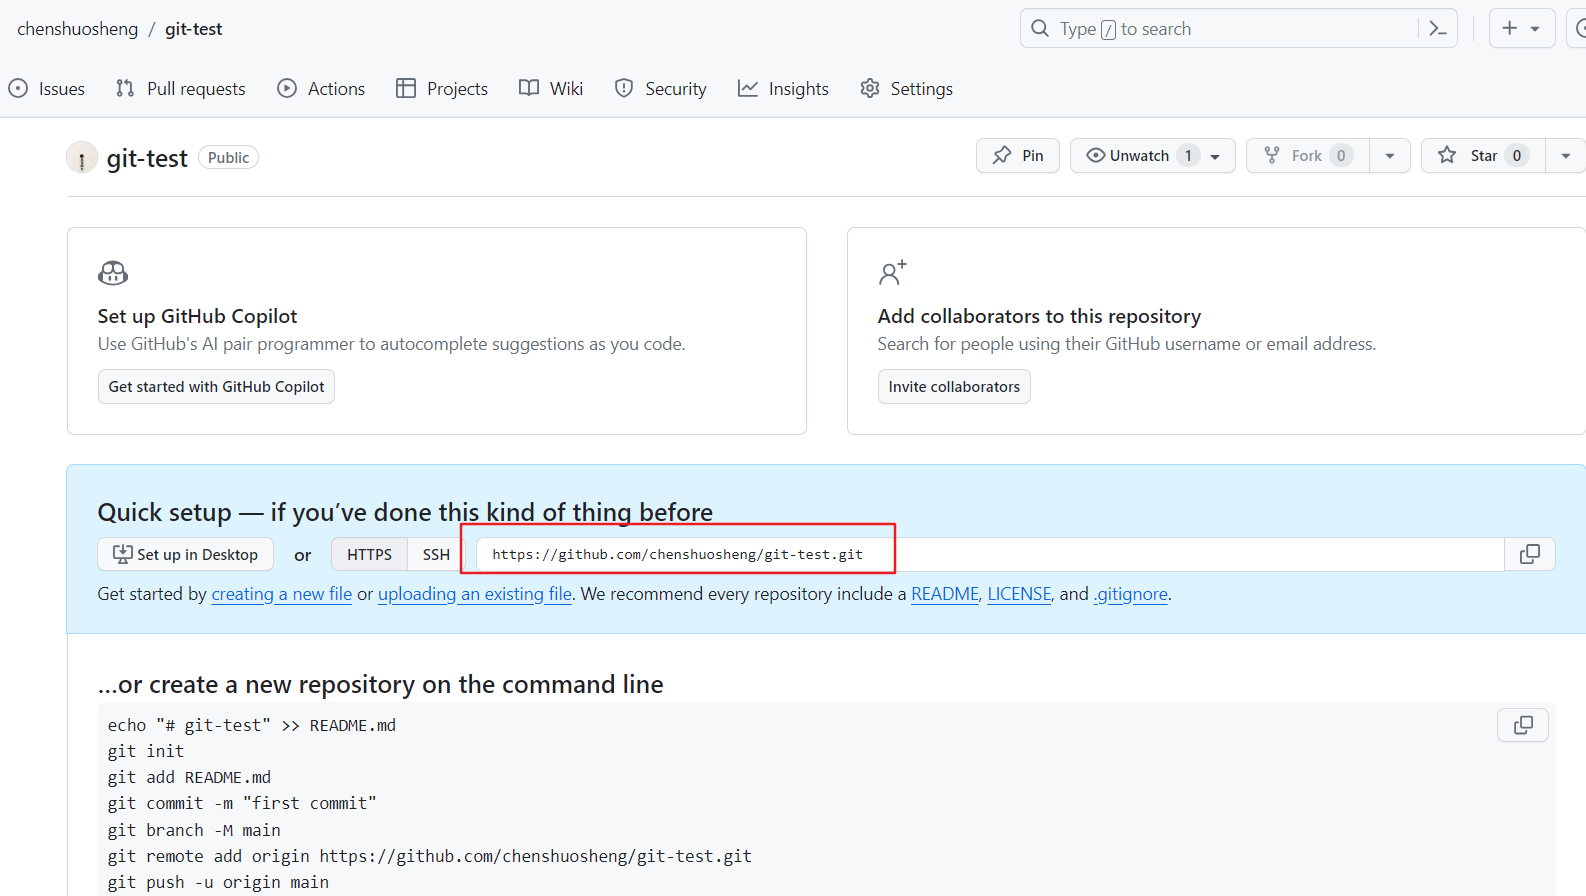 chenshuosheng / git-test
Type / to search
Issues Pull requests Actions Projects Wiki Security Insights Settings
git-test Public
Pin Unwatch 1 Fork 0 Star 0
Set up GitHub Copilot
Use GitHub's AI pair programmer to autocomplete suggestions as you code.
Get started with GitHub Copilot
Add collaborators to this repository
Search for people using their GitHub username or email address.
Invite collaborators
Quick setup — if you’ve done this kind of thing before
Set up in Desktop or HTTPS SSH https://github.com/chenshuosheng/git-test.git
Get started by creating a new file or uploading an existing file. We recommend every repository include a README, LICENSE, and .gitignore.
…or create a new repository on the command line
echo "# git-test" >> README.md
git init
git add README.md
git commit -m "first commit"
git branch -M main
git remote add origin https://github.com/chenshuosheng/git-test.git
git push -u origin main